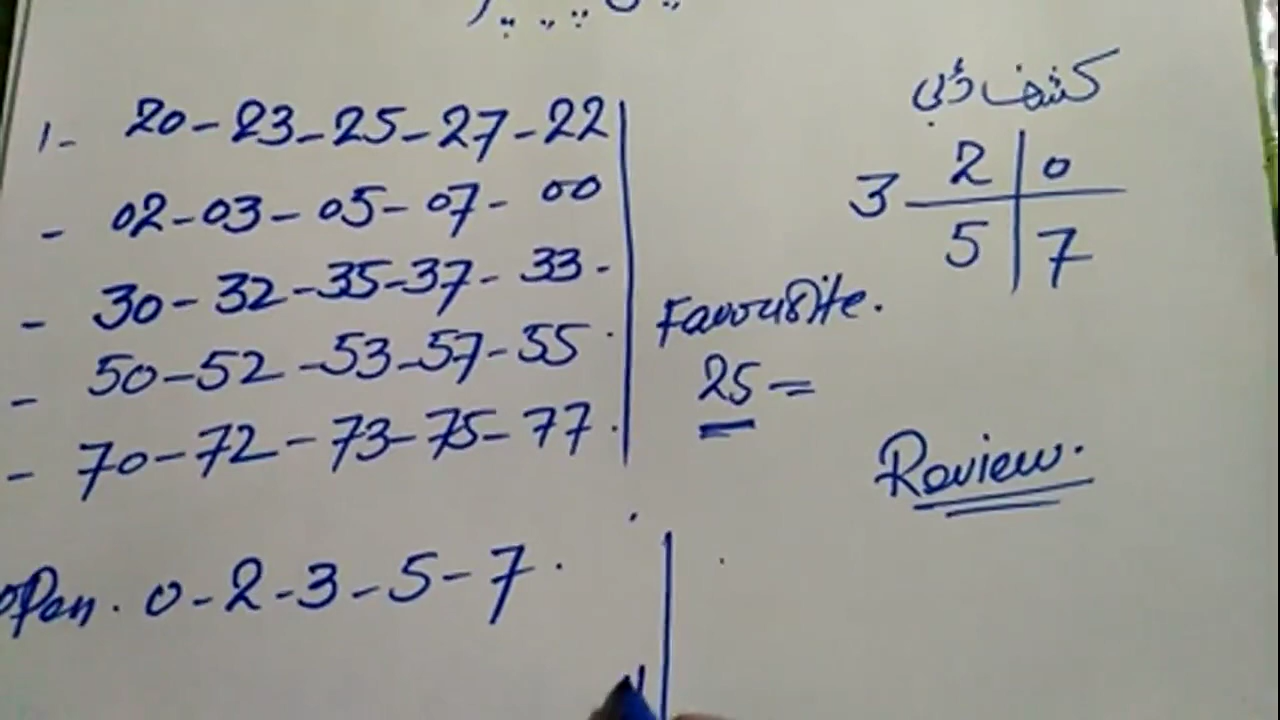 1- 20-23-25-27-22
- 02-03-05-07-00
- 30-32-35-37-33-
- 50-52-53-57-55.
- 70-72-73-75-77.
OPen. 0-2-3-5-7.
کشف ڈبی
2 0
3
5 7
Favourite.
25=
Review.